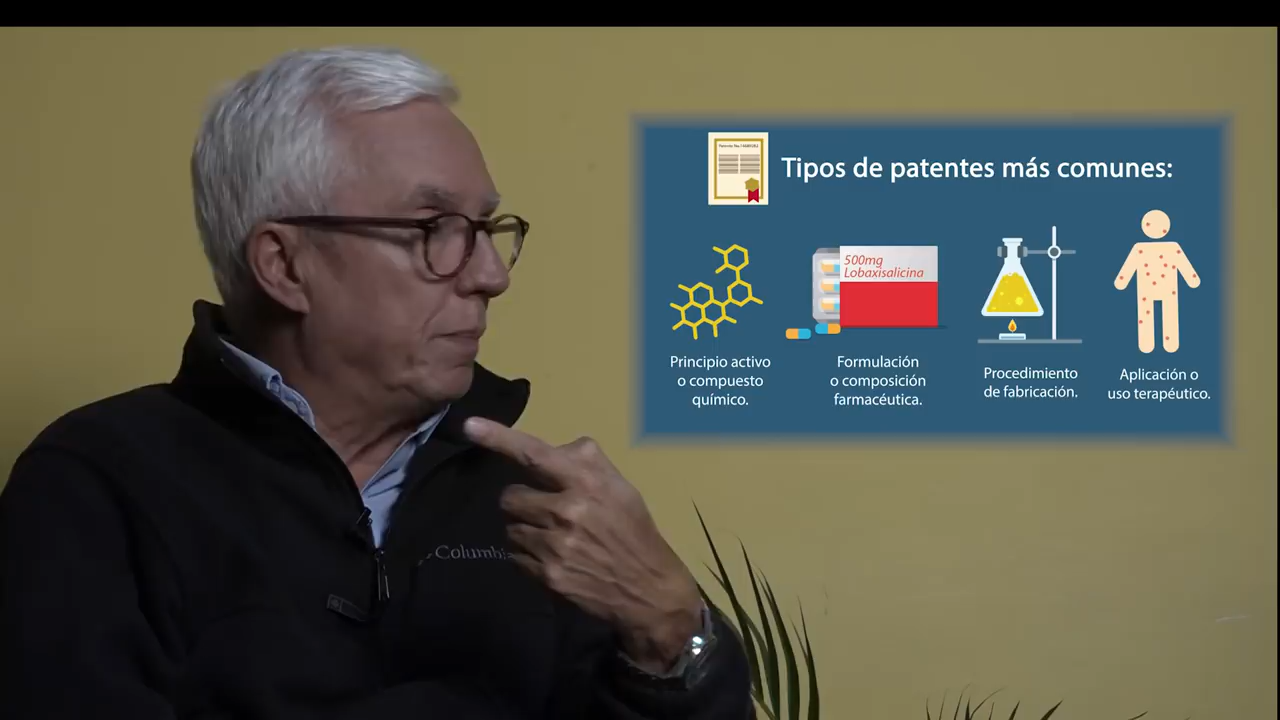 Tipos de patentes más comunes:
500mg
Lobaxisalicina
Principio activo
o compuesto
químico.
Formulación
o composición
farmacéutica.
Procedimiento
de fabricación.
Aplicación o
uso terapéutico.
Columbia